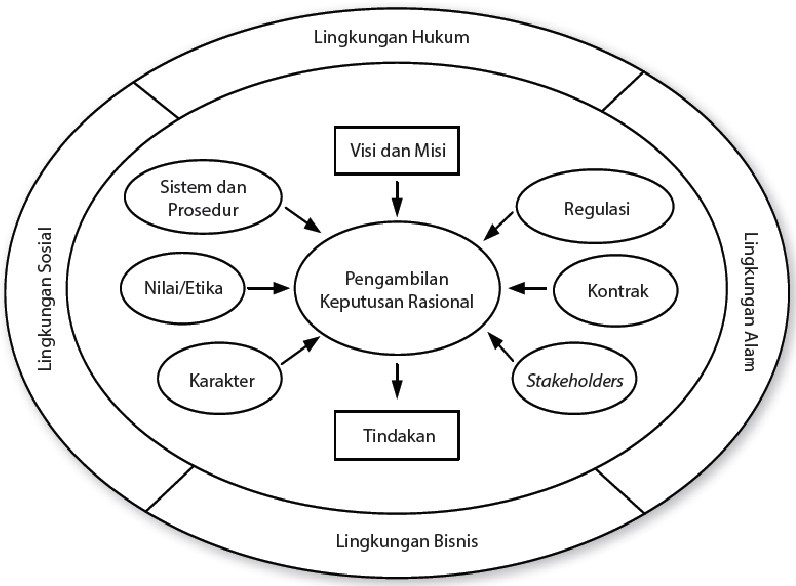 Lingkungan Hukum
Visi dan Misi
Sistem dan
Prosedur
Regulasi
Lingkungan Sosial
Nilai/Etika
Pengambilan
Keputusan Rasional
Kontrak
Lingkungan Alam
Karakter
Stakeholders
Tindakan
Lingkungan Bisnis